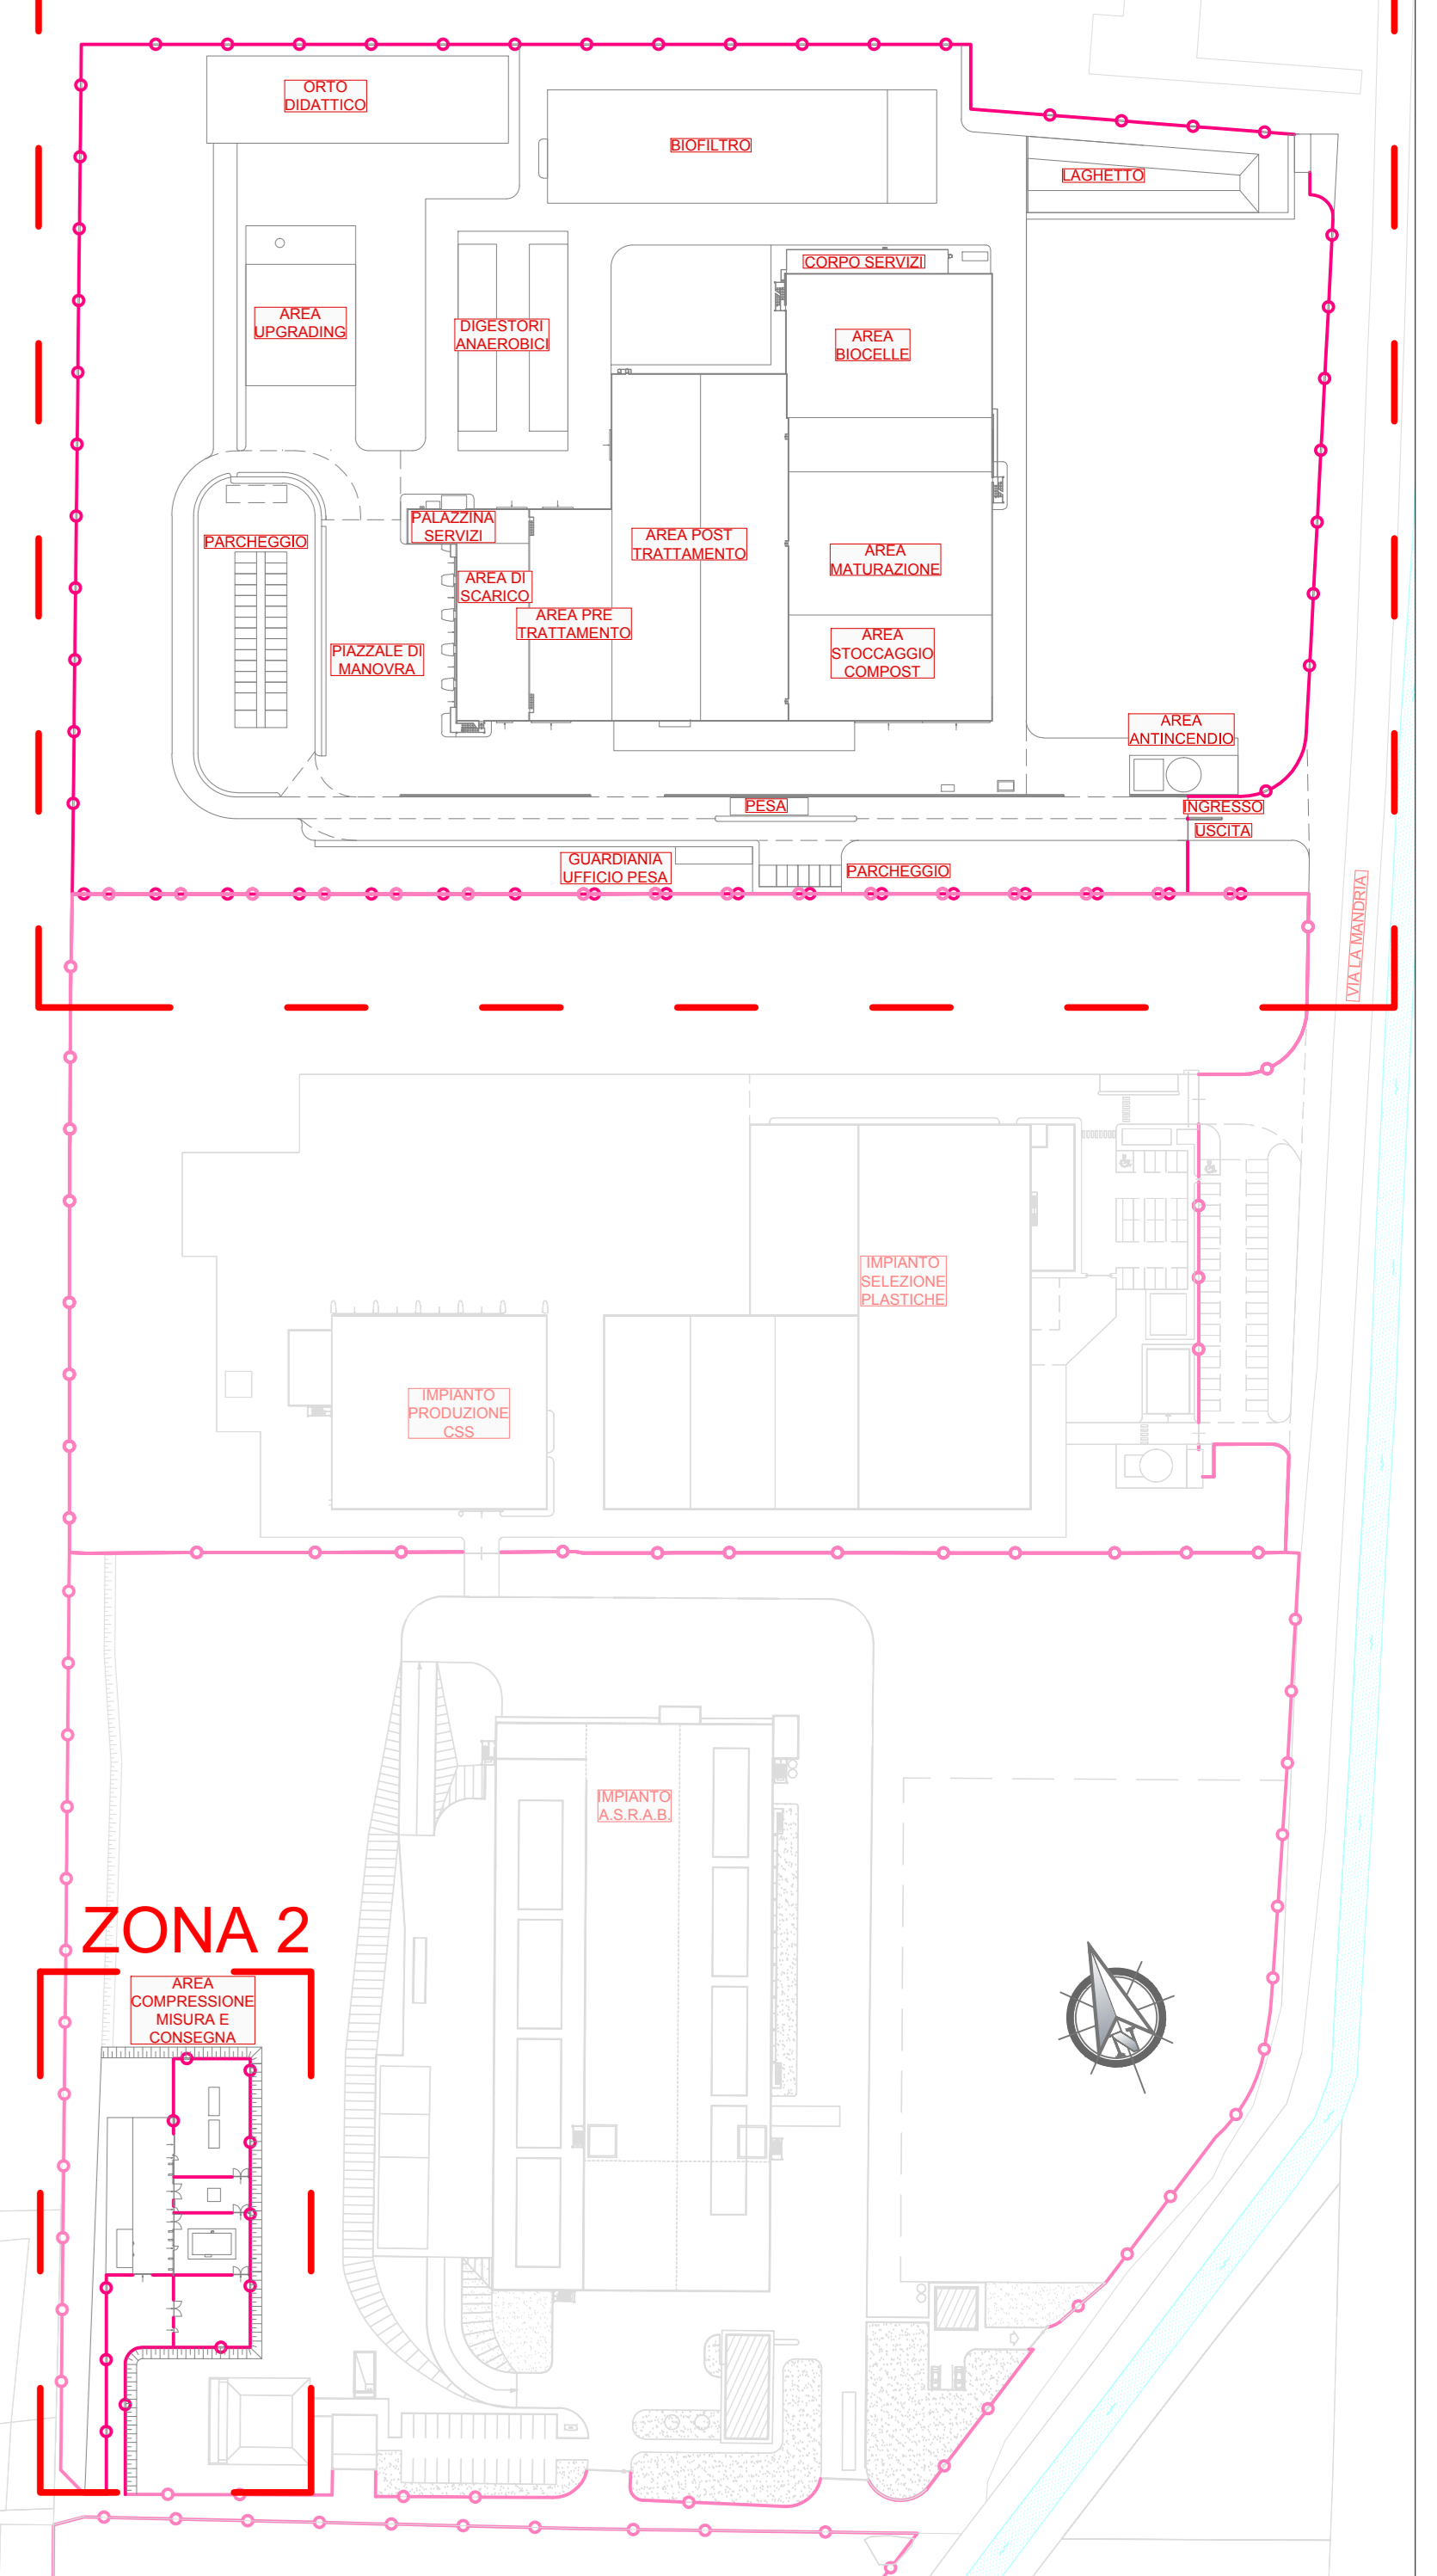 ORTO
DIDATTICO
BIOFILTRO
LAGHETTO
CORPO SERVIZI
AREA
UPGRADING
DIGESTORI
ANAEROBICI
AREA
BIOCELLE
PALAZZINA
SERVIZI
PARCHEGGIO
AREA POST
TRATTAMENTO
AREA
MATURAZIONE
AREA DI
SCARICO
AREA PRE
TRATTAMENTO
PIAZZALE DI
MANOVRA
AREA
STOCCAGGIO
COMPOST
AREA
ANTINCENDIO
PESA
INGRESSO
USCITA
GUARDIANIA
UFFICIO PESA
PARCHEGGIO
VIA LA MANDRIA
IMPIANTO
SELEZIONE
PLASTICHE
IMPIANTO
PRODUZIONE
CSS
IMPIANTO
A.S.R.A.B.
ZONA 2
AREA
COMPRESSIONE
MISURA E
CONSEGNA
N